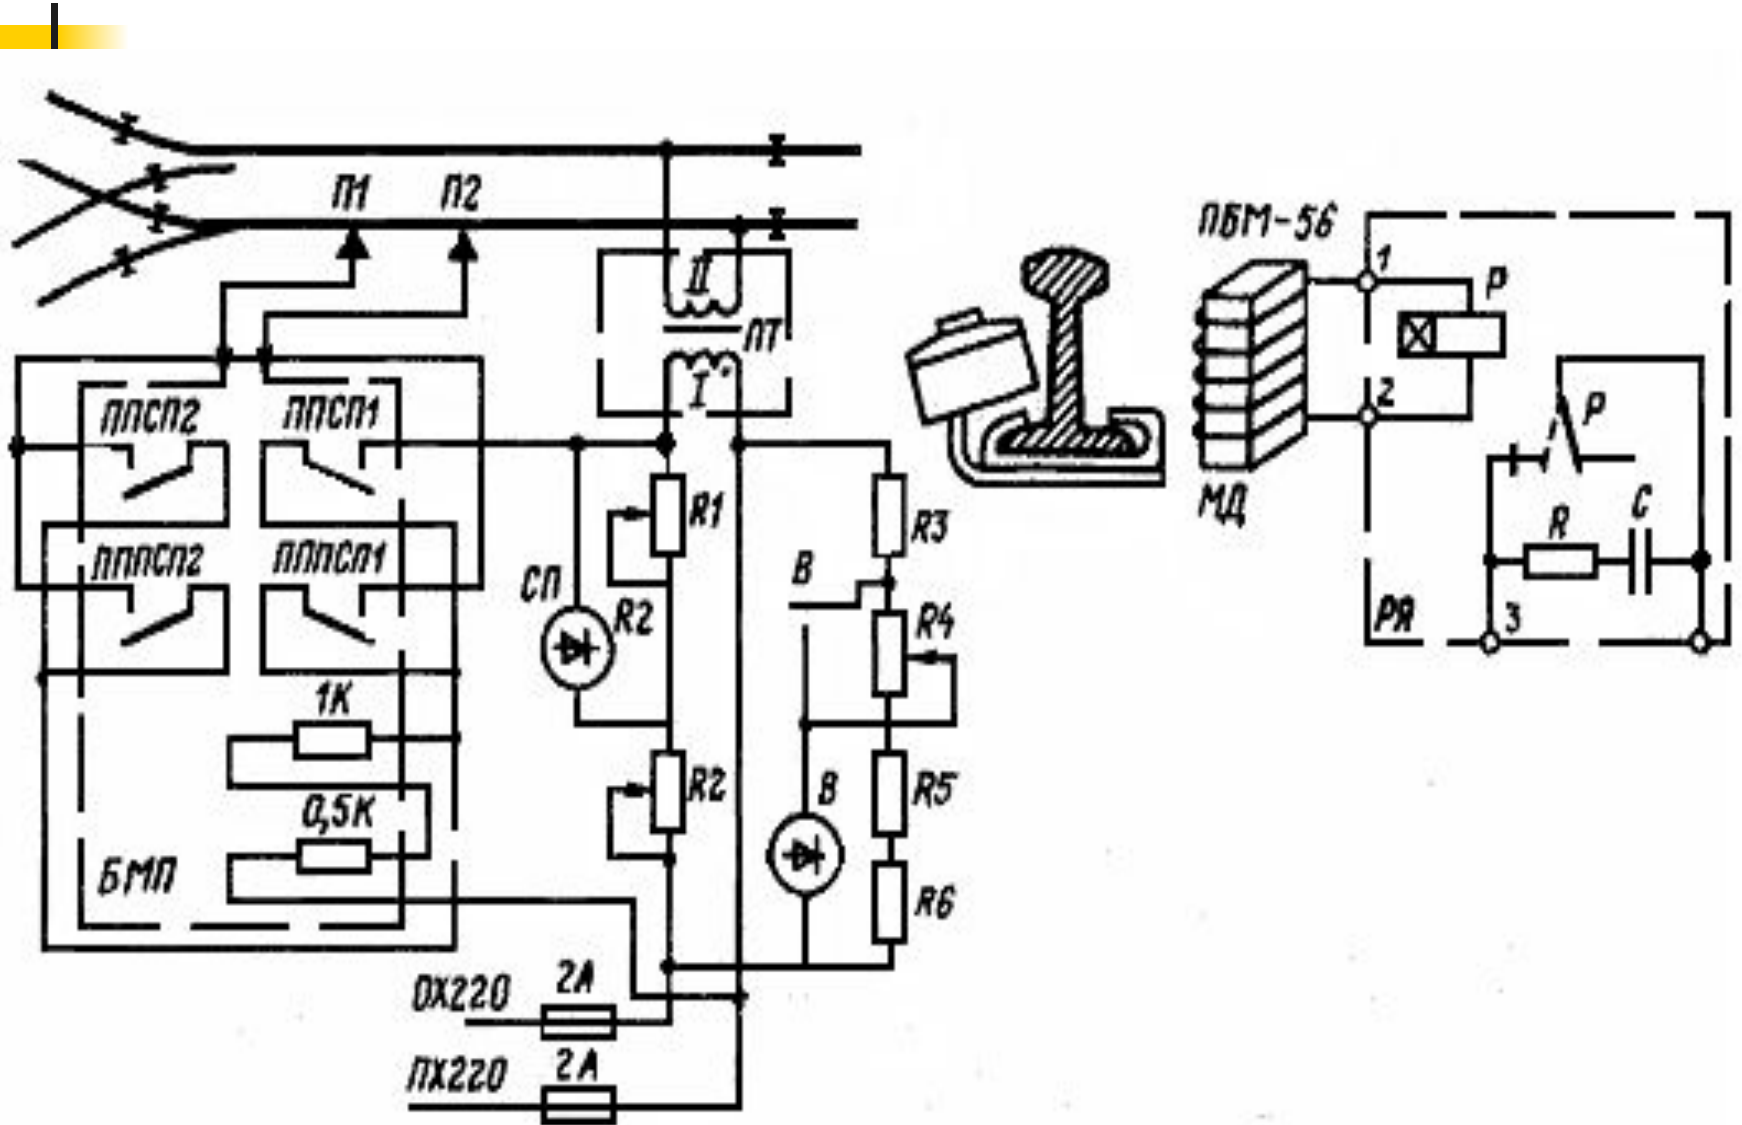 П1 П2
II
ПТ
I
ППСП2 ППСП1
R1
R3
ПППСП2 ПППСП1
СП
R2
В
R4
1К
R2
В
R5
0,5К
БМП
R6
ОХ220 2А
ПХ220 2А
ПБМ-56
МД
1
Р
2
Р
R
С
РЯ
3